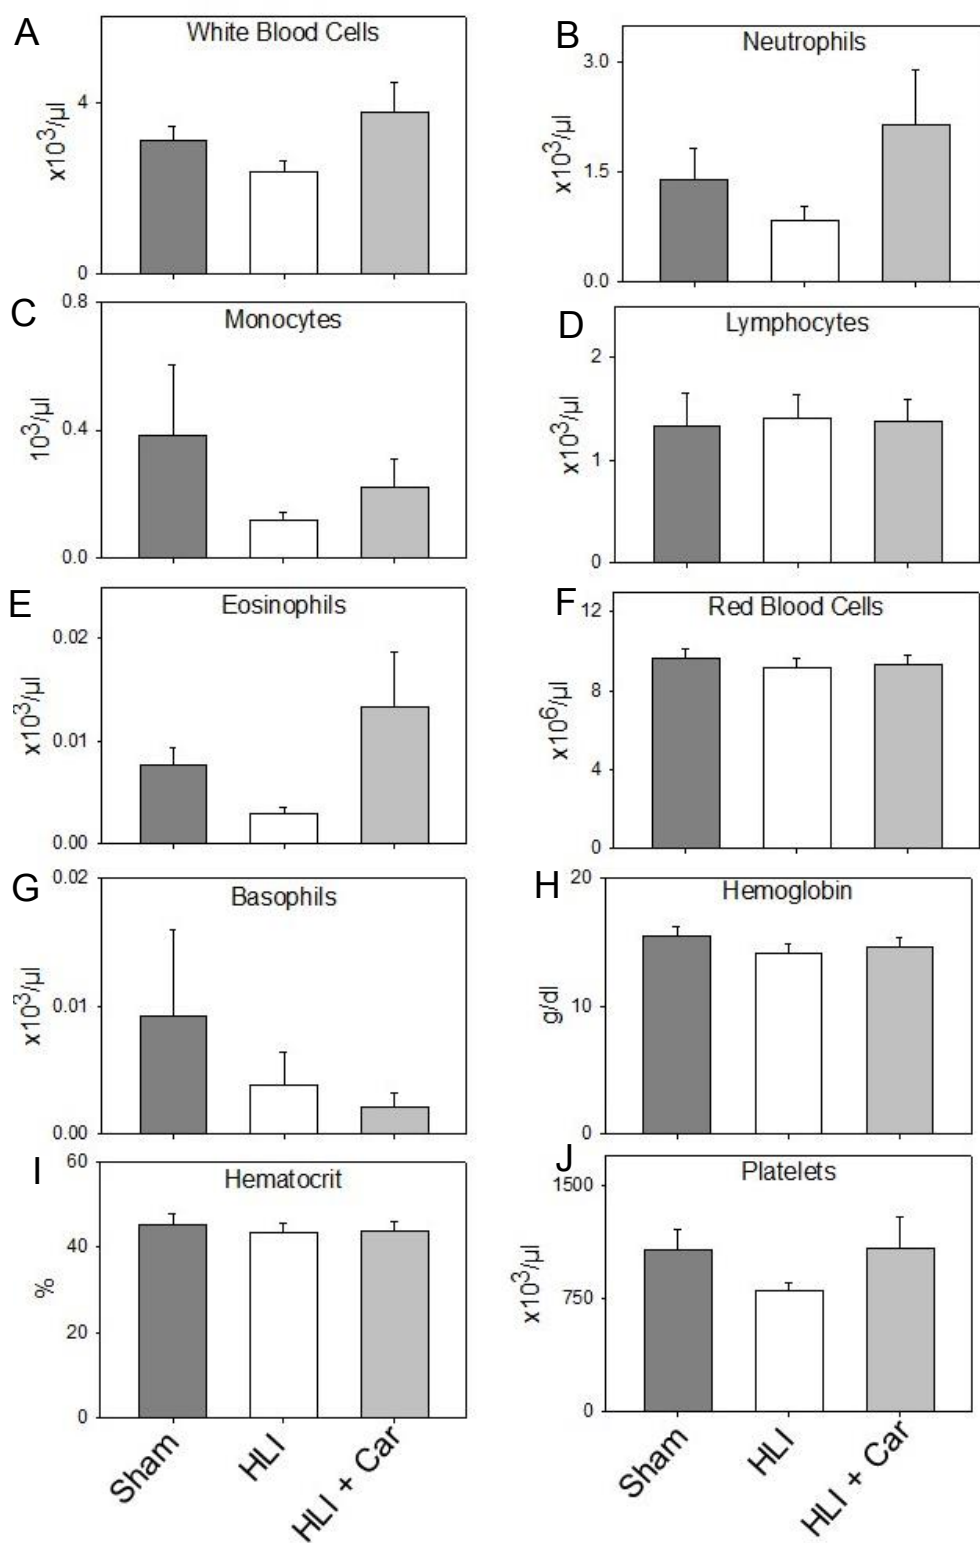 A
White Blood Cells
x10³/µl
4
0
B
Neutrophils
x10³/µl
3.0
1.5
0.0
C
Monocytes
10³/µl
0.8
0.4
0.0
D
Lymphocytes
x10³/µl
2
1
0
E
Eosinophils
x10³/µl
0.02
0.01
0.00
F
Red Blood Cells
x10⁶/µl
12
8
4
0
G
Basophils
x10³/µl
0.02
0.01
0.00
H
Hemoglobin
g/dl
20
10
0
I
Hematocrit
%
60
40
20
0
J
Platelets
x10³/µl
1500
750
0
Sham
HLI
HLI + Car
Sham
HLI
HLI + Car